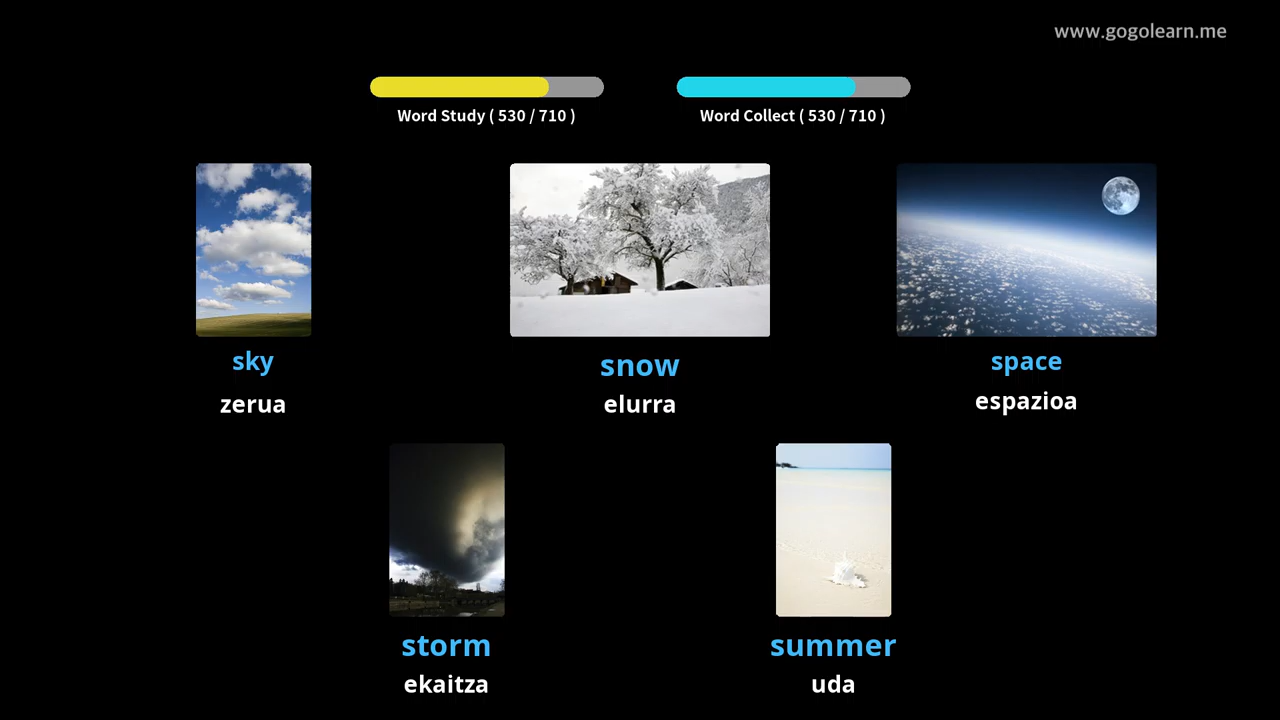 www.gogolearn.me
Word Study ( 530 / 710 )
Word Collect ( 530 / 710 )
sky
zerua
snow
elurra
space
espazioa
storm
ekaitza
summer
uda